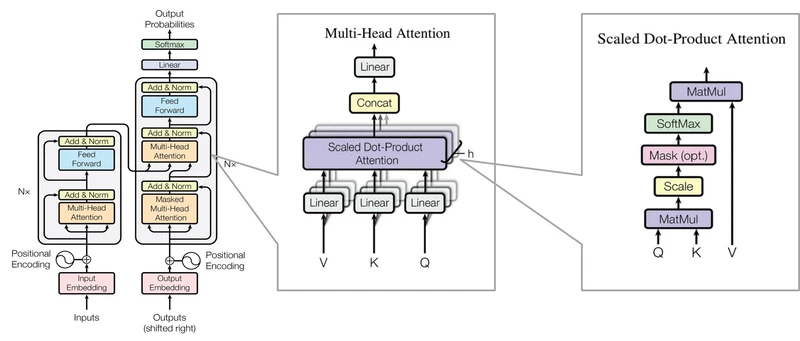 Output
Probabilities
Softmax
Linear
Add & Norm
Feed
Forward
Add & Norm
Multi-Head
Attention
Nx
Add & Norm
Masked
Multi-Head
Attention
Add & Norm
Feed
Forward
Nx
Add & Norm
Multi-Head
Attention
Positional
Encoding
Positional
Encoding
Input
Embedding
Output
Embedding
Inputs
Outputs
(shifted right)
Multi-Head Attention
Linear
Concat
Scaled Dot-Product
Attention
h
Linear
Linear
Linear
V
K
Q
Scaled Dot-Product Attention
MatMul
SoftMax
Mask (opt.)
Scale
MatMul
Q
K
V